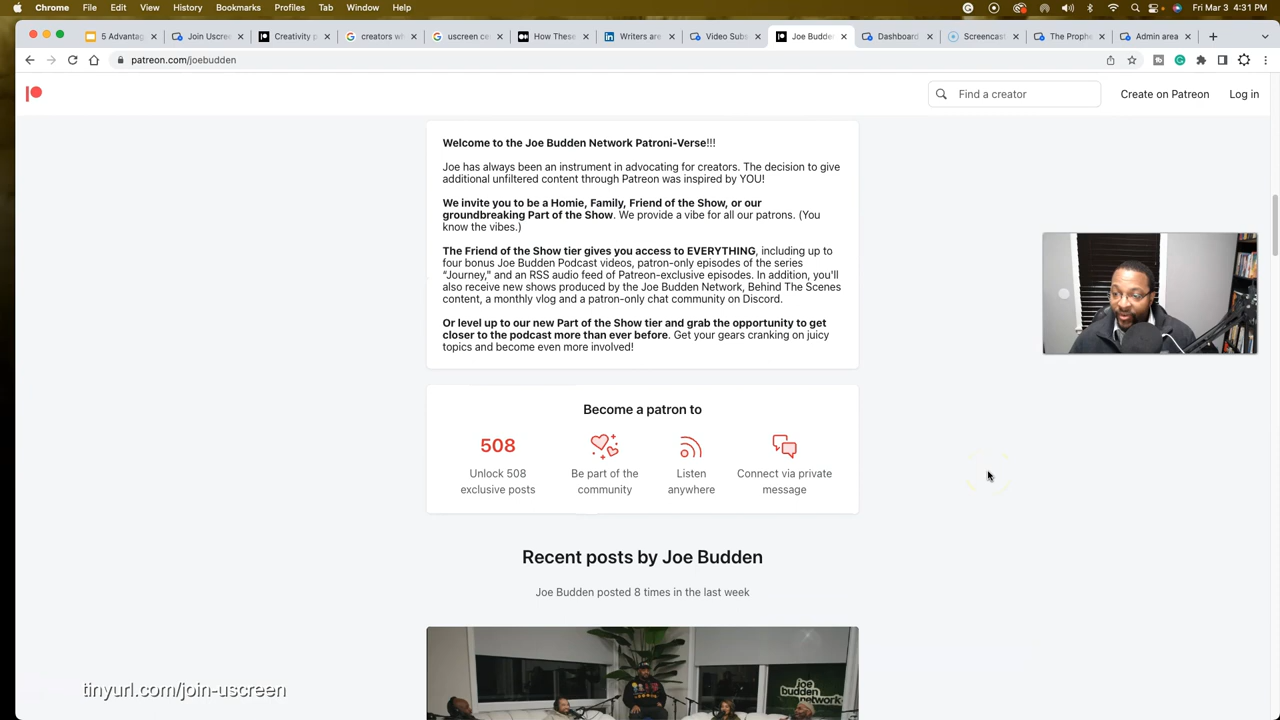 Chrome File Edit View History Bookmarks Profiles Tab Window Help Fri Mar 3 4:31 PM
5 Advantag Join Uscree Creativity p creators wh uscreen ce How These Writers are Video Subs Joe Budde Dashboard Screencast The Prophe Admin area
patreon.com/joebudden
Find a creator Create on Patreon Log in
Welcome to the Joe Budden Network Patroni-Verse!!!
Joe has always been an instrument in advocating for creators. The decision to give
additional unfiltered content through Patreon was inspired by YOU!
We invite you to be a Homie, Family, Friend of the Show, or our
groundbreaking Part of the Show. We provide a vibe for all our patrons. (You
know the vibes.)
The Friend of the Show tier gives you access to EVERYTHING, including up to
four bonus Joe Budden Podcast videos, patron-only episodes of the series
“Journey,” and an RSS audio feed of Patreon-exclusive episodes. In addition, you'll
also receive new shows produced by the Joe Budden Network, Behind The Scenes
content, a monthly vlog and a patron-only chat community on Discord.
Or level up to our new Part of the Show tier and grab the opportunity to get
closer to the podcast more than ever before. Get your gears cranking on juicy
topics and become even more involved!
Become a patron to
508
Unlock 508
exclusive posts
Be part of the
community
Listen
anywhere
Connect via private
message
Recent posts by Joe Budden
Joe Budden posted 8 times in the last week
joe
budden
network
tinyurl.com/join-uscreen